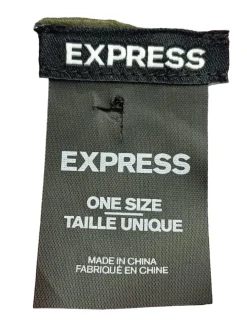 EXPRESS
EXPRESS
ONE SIZE
TAILLE UNIQUE
MADE IN CHINA
FABRIQUÉ EN CHINE